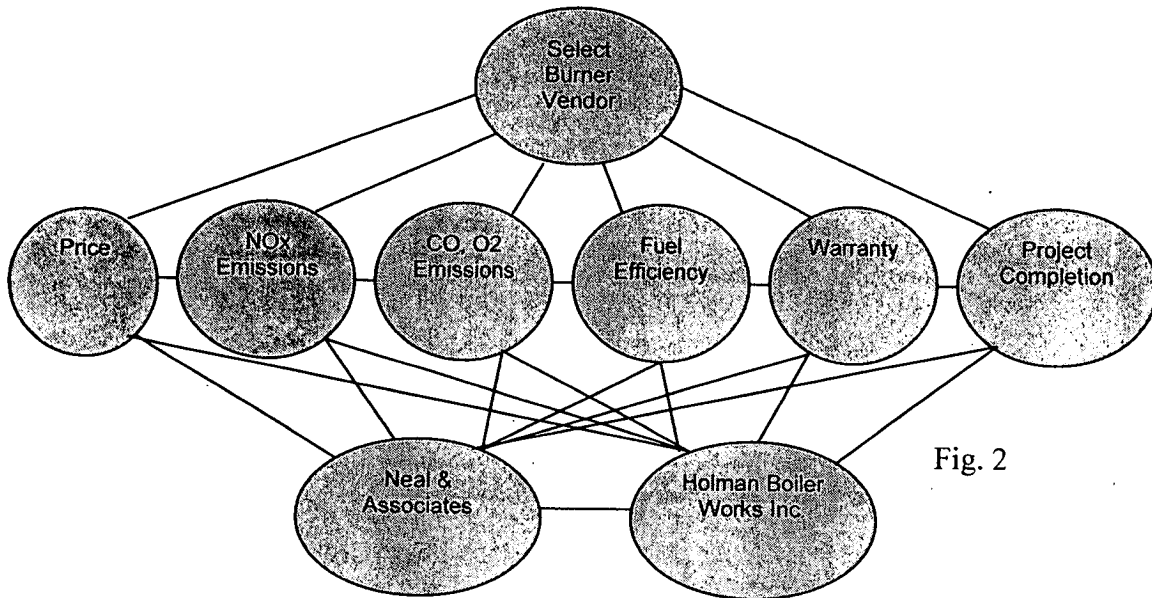 Select
Burner
Vendor
Price
NOx
Emissions
CO, O2
Emissions
Fuel
Efficiency
Warranty
Project
Completion
Neal &
Associates
Holman Boiler
Works Inc.
Fig. 2